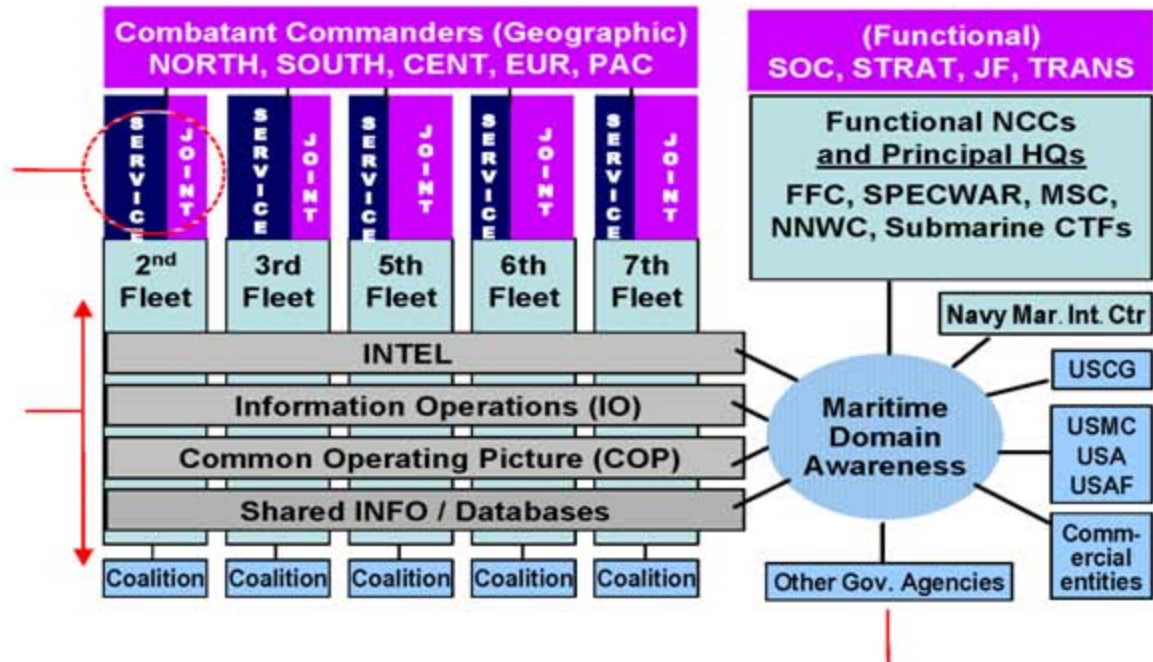 Combatant Commanders (Geographic)
NORTH, SOUTH, CENT, EUR, PAC
SERVICE
JOINT
SERVICE
JOINT
SERVICE
JOINT
SERVICE
JOINT
SERVICE
JOINT
2nd
Fleet
3rd
Fleet
5th
Fleet
6th
Fleet
7th
Fleet
INTEL
Information Operations (IO)
Common Operating Picture (COP)
Shared INFO / Databases
Coalition
Coalition
Coalition
Coalition
Coalition
(Functional)
SOC, STRAT, JF, TRANS
Functional NCCs
and Principal HQs
FFC, SPECWAR, MSC,
NNWC, Submarine CTFs
Navy Mar. Int. Ctr
Maritime
Domain
Awareness
USCG
USMC
USA
USAF
Comm-
ercial
entities
Other Gov. Agencies